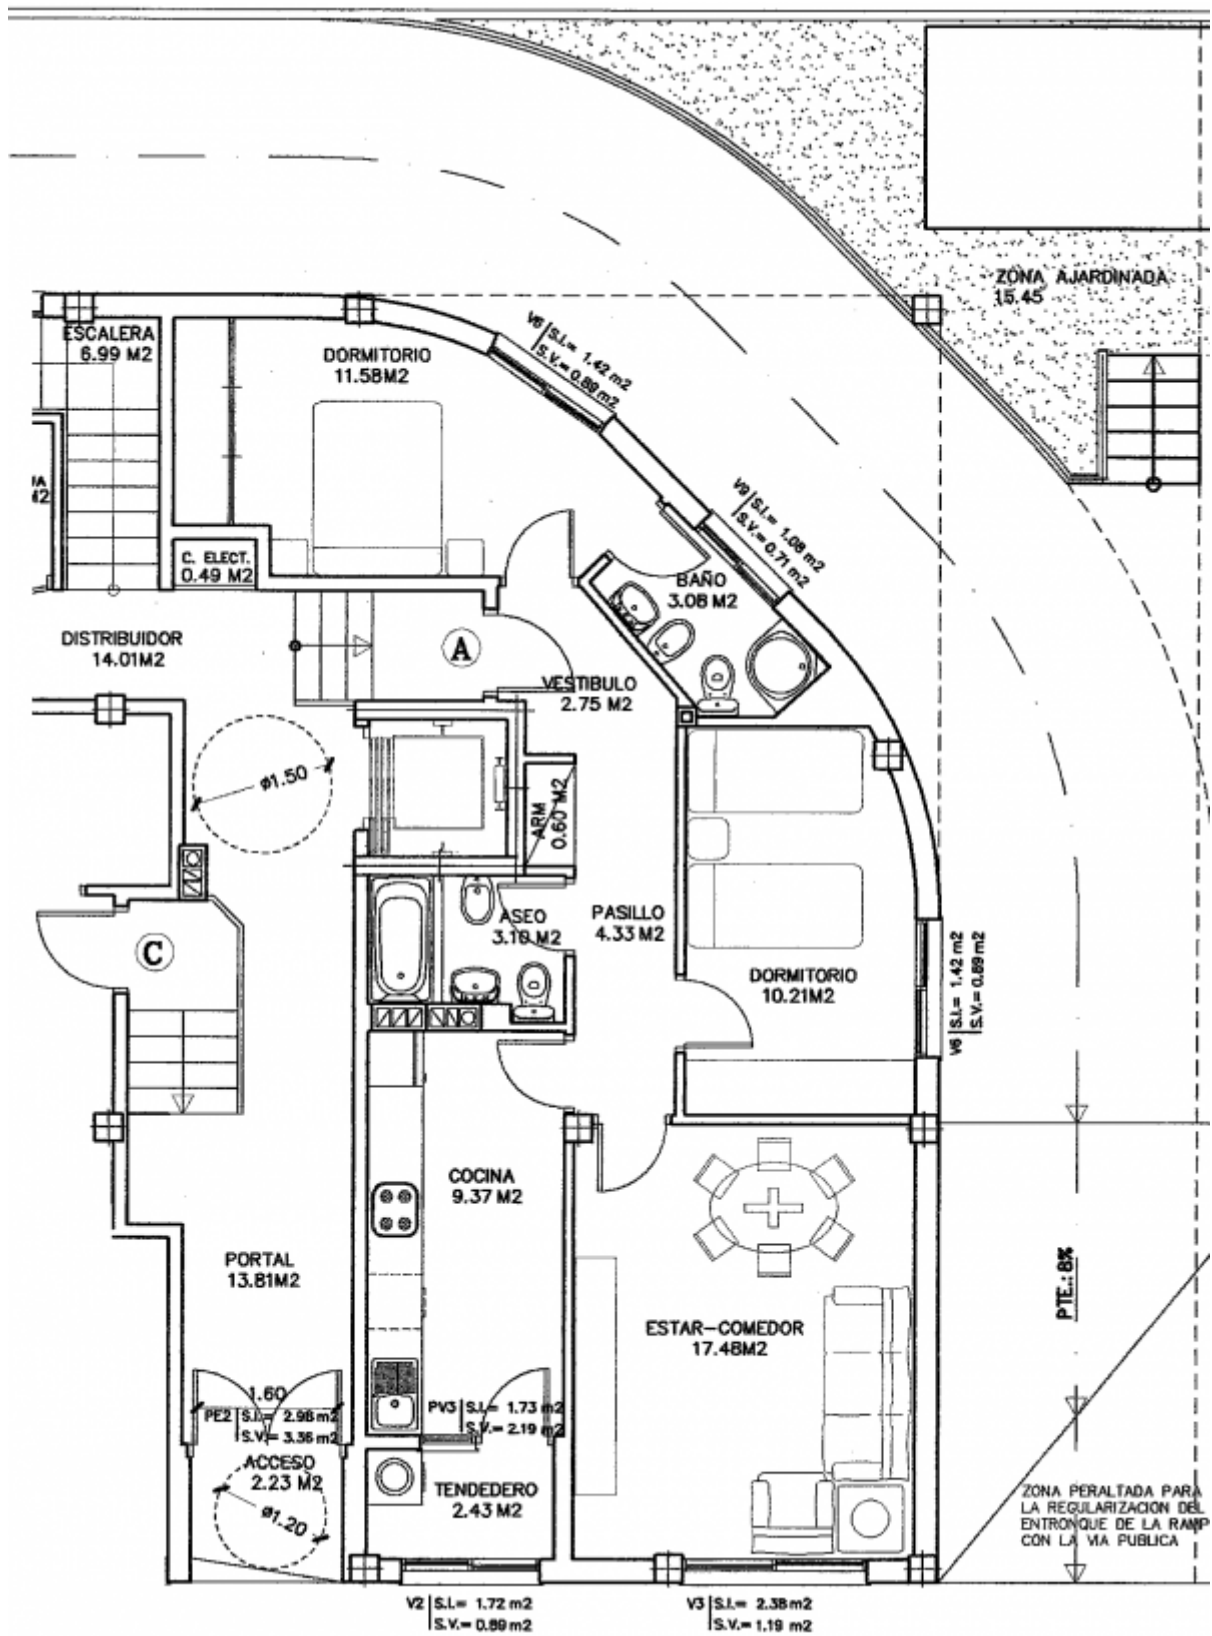 ZONA AJARDINADA
15.45
ESCALERA
6.99 M2
DORMITORIO
11.58M2
V6 S.I.= 1.42 m2
S.V.= 0.89 m2
V9 S.I.= 1.08 m2
S.V.= 0.71 m2
C. ELECT.
0.49 M2
BAÑO
3.08 M2
DISTRIBUIDOR
14.01M2
A
VESTIBULO
2.75 M2
ø1.50
ARM
0.60 M2
ASEO
3.10 M2
PASILLO
4.33 M2
C
DORMITORIO
10.21M2
V6 S.I.= 1.42 m2
S.V.= 0.89 m2
COCINA
9.37 M2
PORTAL
13.81M2
ESTAR-COMEDOR
17.48M2
PTE.: 8%
1.60
PE2 S.I.= 2.98 m2
S.V.= 3.36 m2
PV3 S.I.= 1.73 m2
S.V.= 2.19 m2
ACCESO
2.23 M2
ø1.20
TENDEDERO
2.43 M2
ZONA PERALTADA PARA
LA REGULARIZACION DEL
ENTRONQUE DE LA RAMP
CON LA VIA PUBLICA
V2 S.I.= 1.72 m2
S.V.= 0.89 m2
V3 S.I.= 2.38 m2
S.V.= 1.19 m2